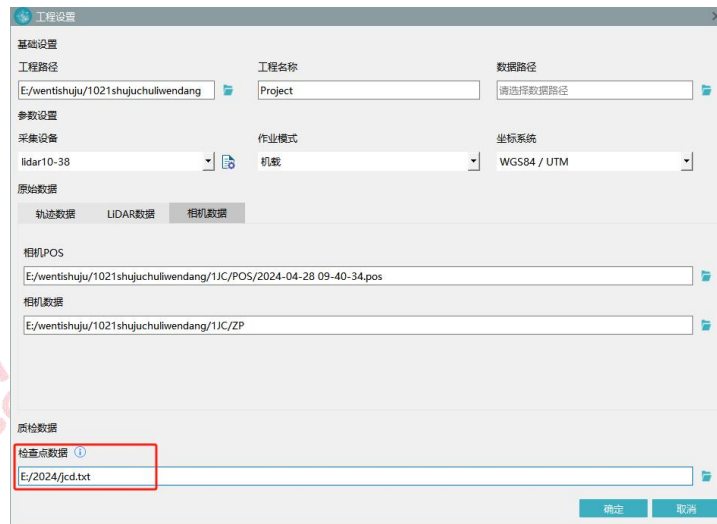 工程设置
基础设置
工程路径 工程名称 数据路径
E:/wentishuju/1021shujuchuliwendang Project 请选择数据路径
参数设置
采集设备 作业模式 坐标系统
lidar10-38 机载 WGS84 / UTM
原始数据
轨迹数据 LiDAR数据 相机数据
相机POS
E:/wentishuju/1021shujuchuliwendang/1JC/POS/2024-04-28 09-40-34.pos
相机数据
E:/wentishuju/1021shujuchuliwendang/1JC/ZP
质检数据
检查点数据
E:/2024/jcd.txt
确定 取消